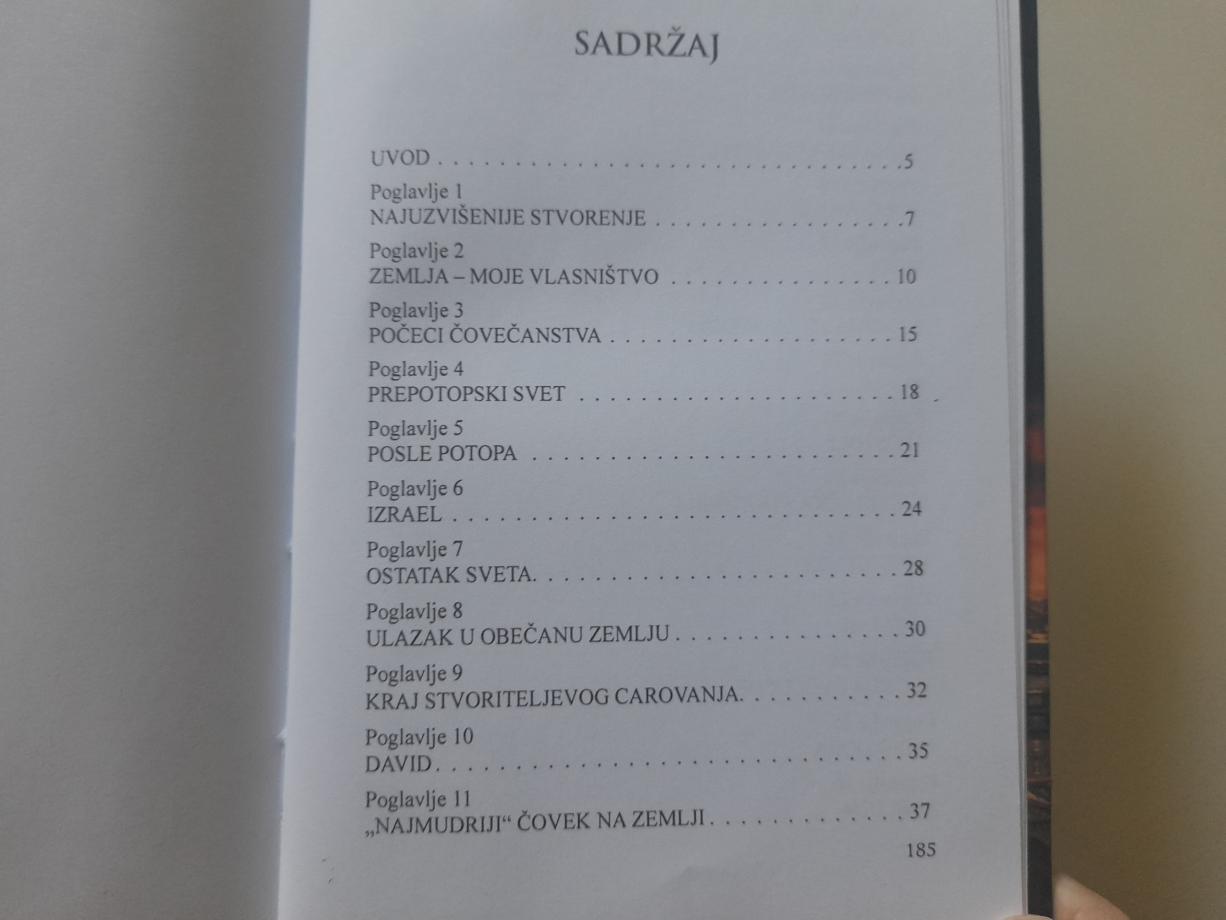 SADRŽAJ
UVOD . . . . . . . . . . . . . . . . . . . . . . . . . . . . . . .5
Poglavlje 1
NAJUZVIŠENIJE STVORENJE . . . . . . . . . . . . . . . . .7
Poglavlje 2
ZEMLJA – MOJE VLASNIŠTVO . . . . . . . . . . . . . . . 10
Poglavlje 3
POČECI ČOVEČANSTVA . . . . . . . . . . . . . . . . . . . 15
Poglavlje 4
PREPOTOPSKI SVET . . . . . . . . . . . . . . . . . . . . . 18
Poglavlje 5
POSLE POTOPA . . . . . . . . . . . . . . . . . . . . . . . . 21
Poglavlje 6
IZRAEL . . . . . . . . . . . . . . . . . . . . . . . . . . . . . 24
Poglavlje 7
OSTATAK SVETA. . . . . . . . . . . . . . . . . . . . . . . . 28
Poglavlje 8
ULAZAK U OBEČANU ZEMLJU . . . . . . . . . . . . . . . 30
Poglavlje 9
KRAJ STVORITELJEVOG CAROVANJA. . . . . . . . . . . 32
Poglavlje 10
DAVID. . . . . . . . . . . . . . . . . . . . . . . . . . . . . . 35
Poglavlje 11
„NAJMUDRIJI“ ČOVEK NA ZEMLJI . . . . . . . . . . . . . 37
185